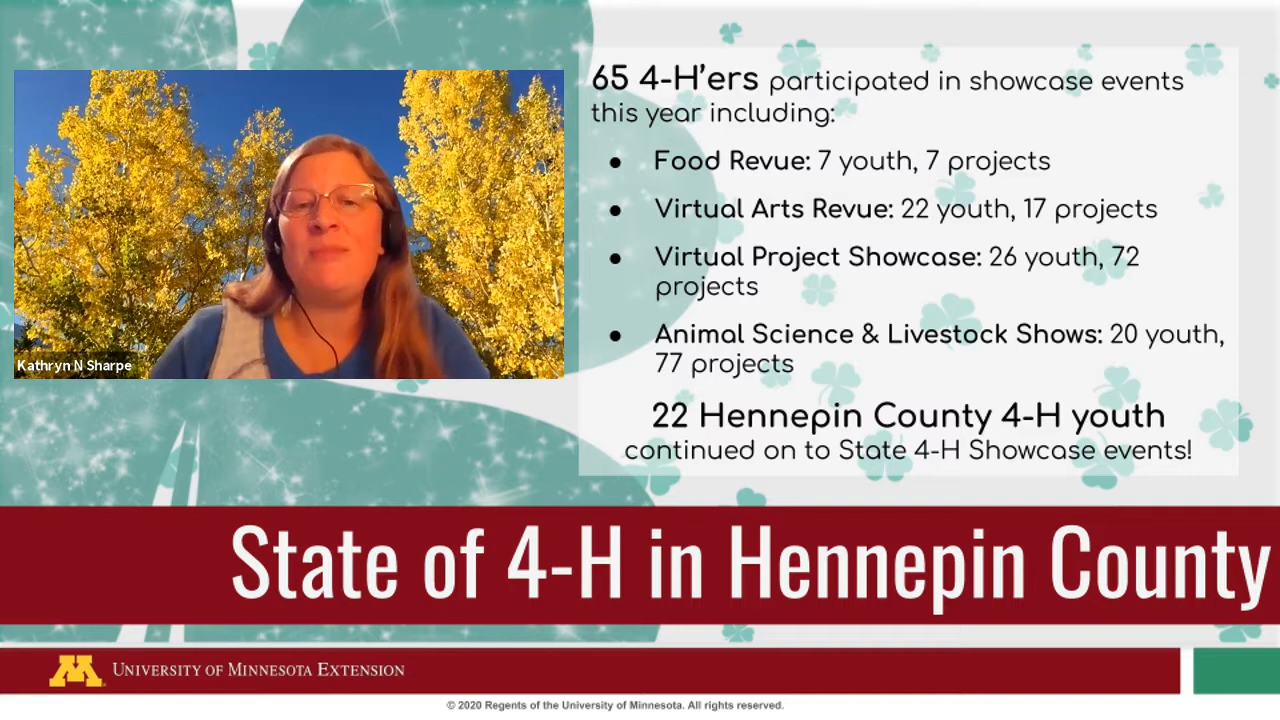 65 4-H’ers participated in showcase events
this year including:
● Food Revue: 7 youth, 7 projects
● Virtual Arts Revue: 22 youth, 17 projects
● Virtual Project Showcase: 26 youth, 72
projects
● Animal Science & Livestock Shows: 20 youth,
77 projects
22 Hennepin County 4-H youth
continued on to State 4-H Showcase events!
Kathryn N Sharpe
State of 4-H in Hennepin County
M UNIVERSITY OF MINNESOTA EXTENSION
© 2020 Regents of the University of Minnesota. All rights reserved.